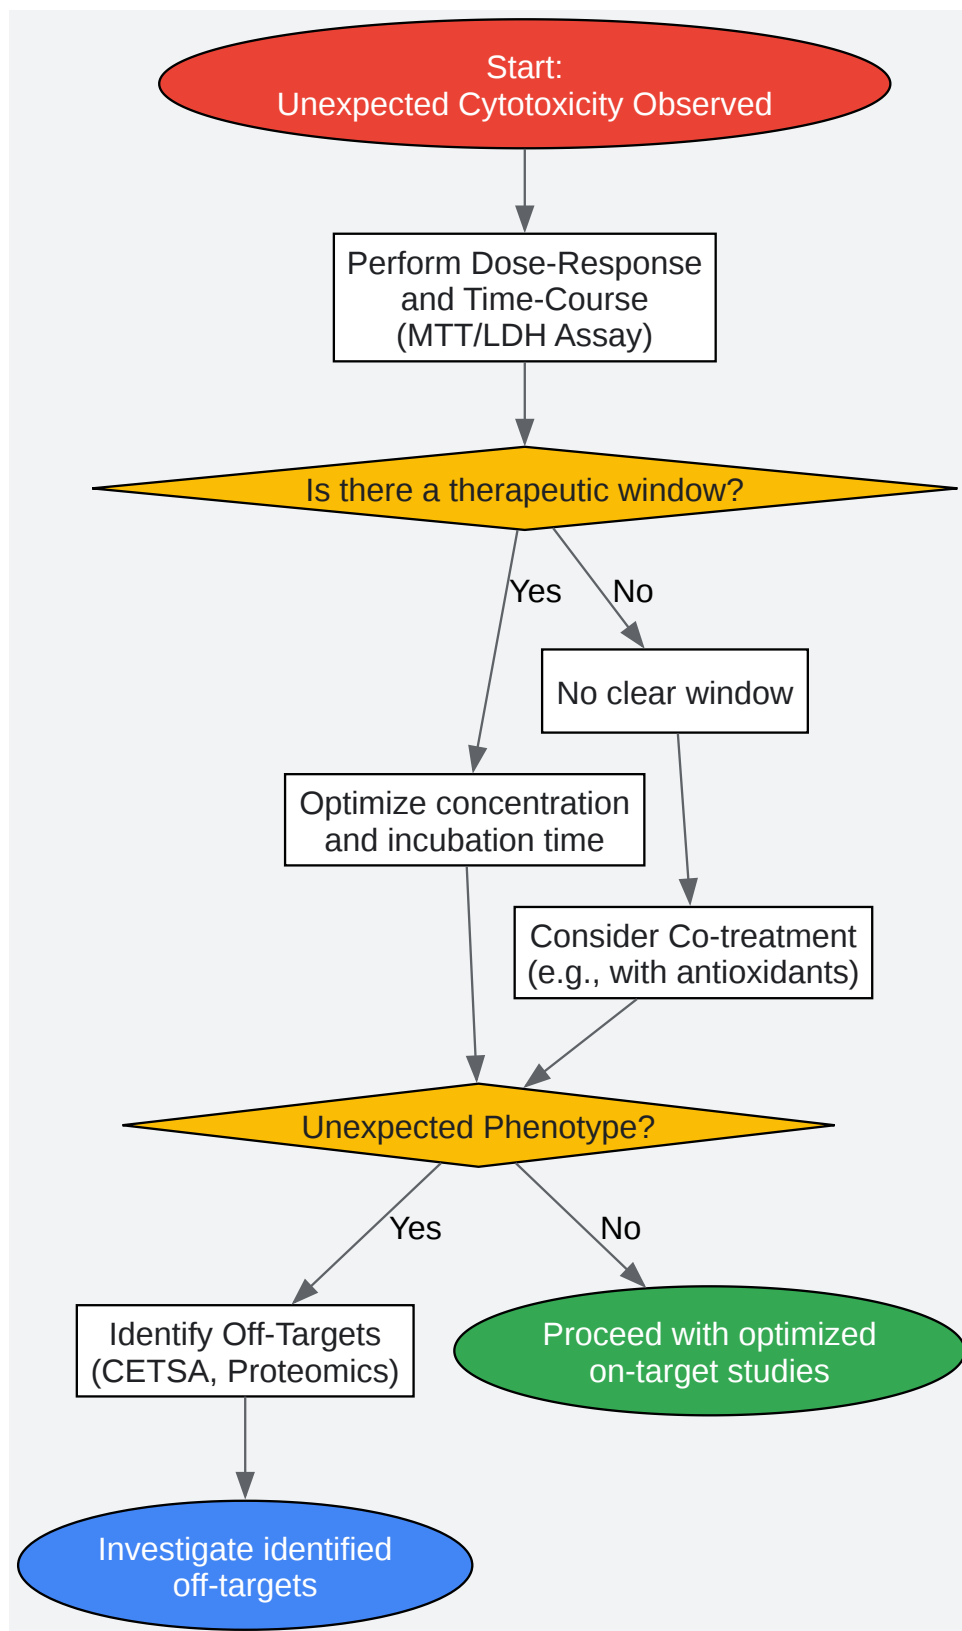 Start:
Unexpected Cytotoxicity Observed
Perform Dose-Response
and Time-Course
(MTT/LDH Assay)
Is there a therapeutic window?
Yes
No
No clear window
Optimize concentration
and incubation time
Consider Co-treatment
(e.g., with antioxidants)
Unexpected Phenotype?
Yes
No
Identify Off-Targets
(CETSA, Proteomics)
Proceed with optimized
on-target studies
Investigate identified
off-targets